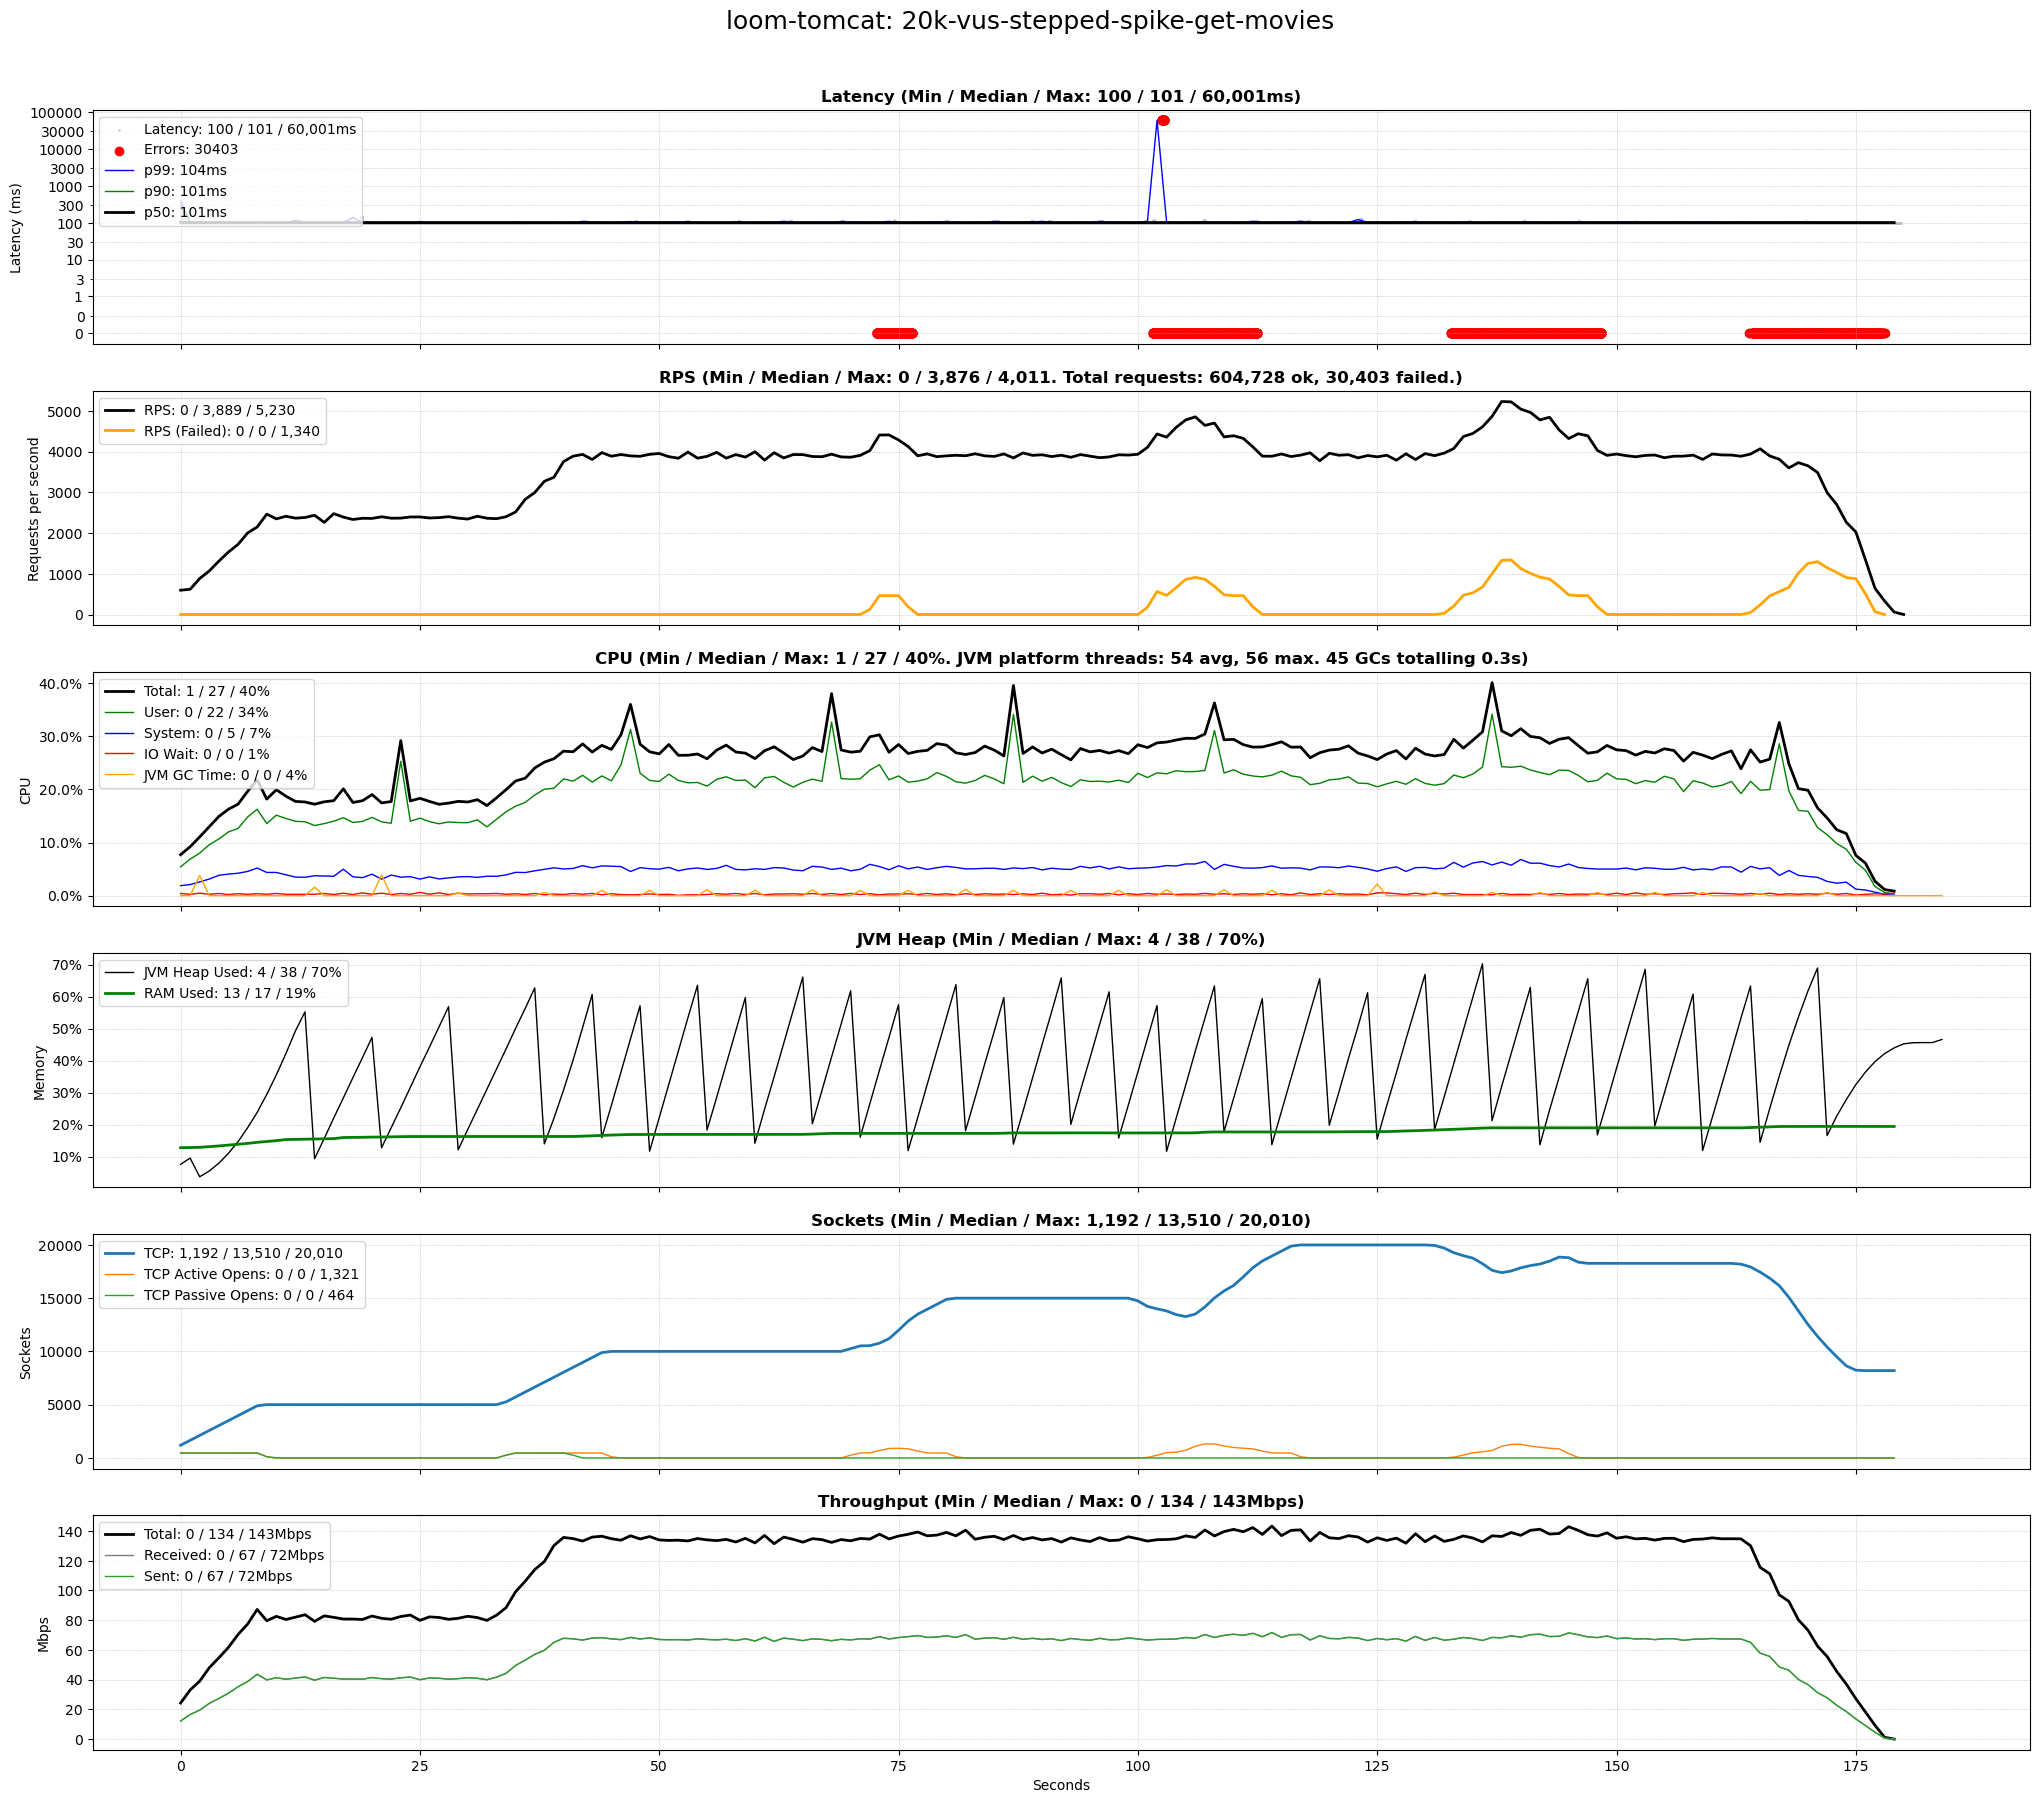 loom-tomcat: 20k-vus-stepped-spike-get-movies
Latency (Min / Median / Max: 100 / 101 / 60,001ms)
Latency (ms)
100000
30000
10000
3000
1000
300
100
30
10
3
1
0
0
Latency: 100 / 101 / 60,001ms
Errors: 30403
p99: 104ms
p90: 101ms
p50: 101ms
RPS (Min / Median / Max: 0 / 3,876 / 4,011. Total requests: 604,728 ok, 30,403 failed.)
Requests per second
5000
4000
3000
2000
1000
0
RPS: 0 / 3,889 / 5,230
RPS (Failed): 0 / 0 / 1,340
CPU (Min / Median / Max: 1 / 27 / 40%. JVM platform threads: 54 avg, 56 max. 45 GCs totalling 0.3s)
CPU
40.0%
30.0%
20.0%
10.0%
0.0%
Total: 1 / 27 / 40%
User: 0 / 22 / 34%
System: 0 / 5 / 7%
IO Wait: 0 / 0 / 1%
JVM GC Time: 0 / 0 / 4%
JVM Heap (Min / Median / Max: 4 / 38 / 70%)
Memory
70%
60%
50%
40%
30%
20%
10%
JVM Heap Used: 4 / 38 / 70%
RAM Used: 13 / 17 / 19%
Sockets (Min / Median / Max: 1,192 / 13,510 / 20,010)
Sockets
20000
15000
10000
5000
0
TCP: 1,192 / 13,510 / 20,010
TCP Active Opens: 0 / 0 / 1,321
TCP Passive Opens: 0 / 0 / 464
Throughput (Min / Median / Max: 0 / 134 / 143Mbps)
Mbps
140
120
100
80
60
40
20
0
Total: 0 / 134 / 143Mbps
Received: 0 / 67 / 72Mbps
Sent: 0 / 67 / 72Mbps
0 25 50 75 100 125 150 175
Seconds